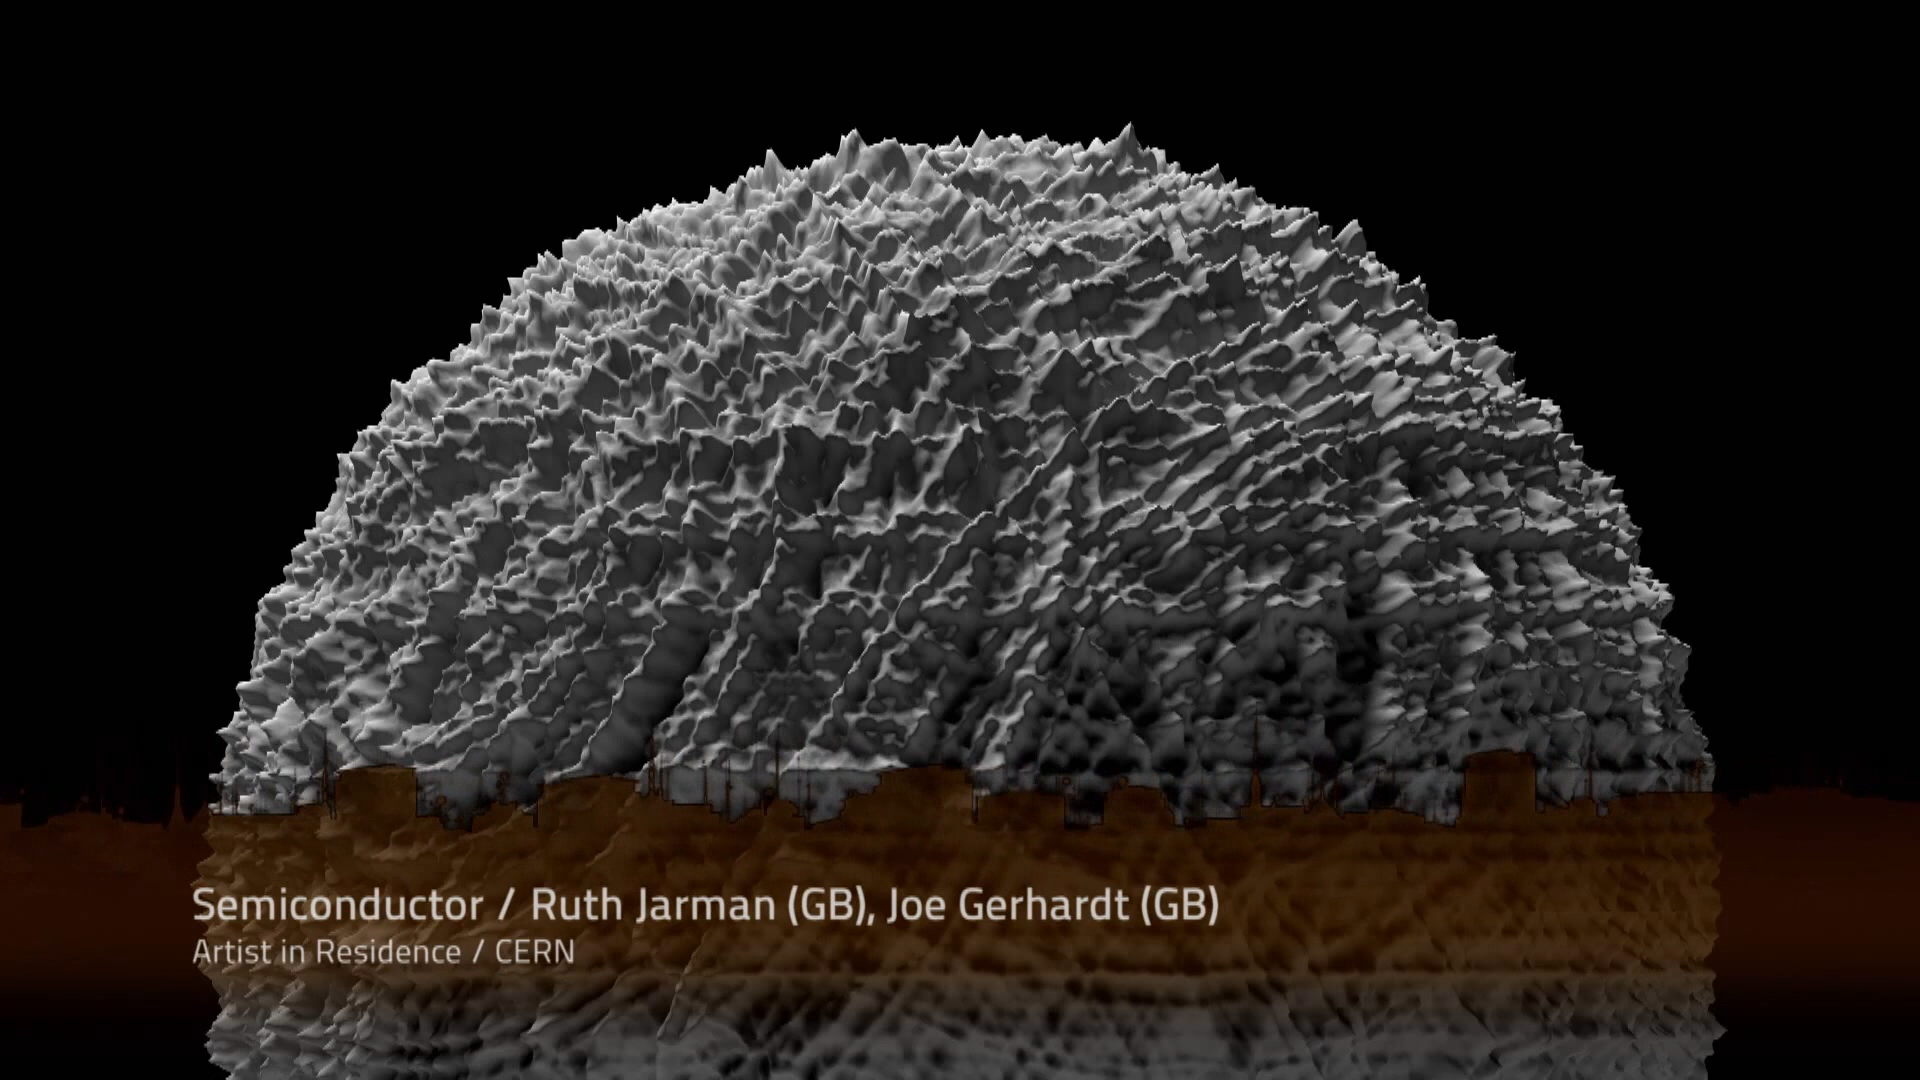 Semiconductor / Ruth Jarman (GB), Joe Gerhardt (GB)
Artist in Residence / CERN